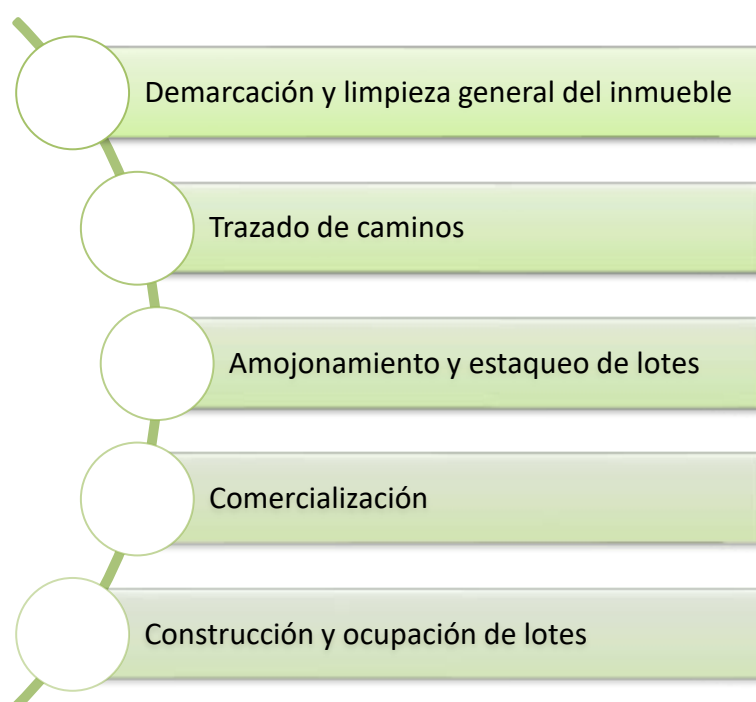 Demarcación y limpieza general del inmueble
Trazado de caminos
Amojonamiento y estaqueo de lotes
Comercialización
Construcción y ocupación de lotes